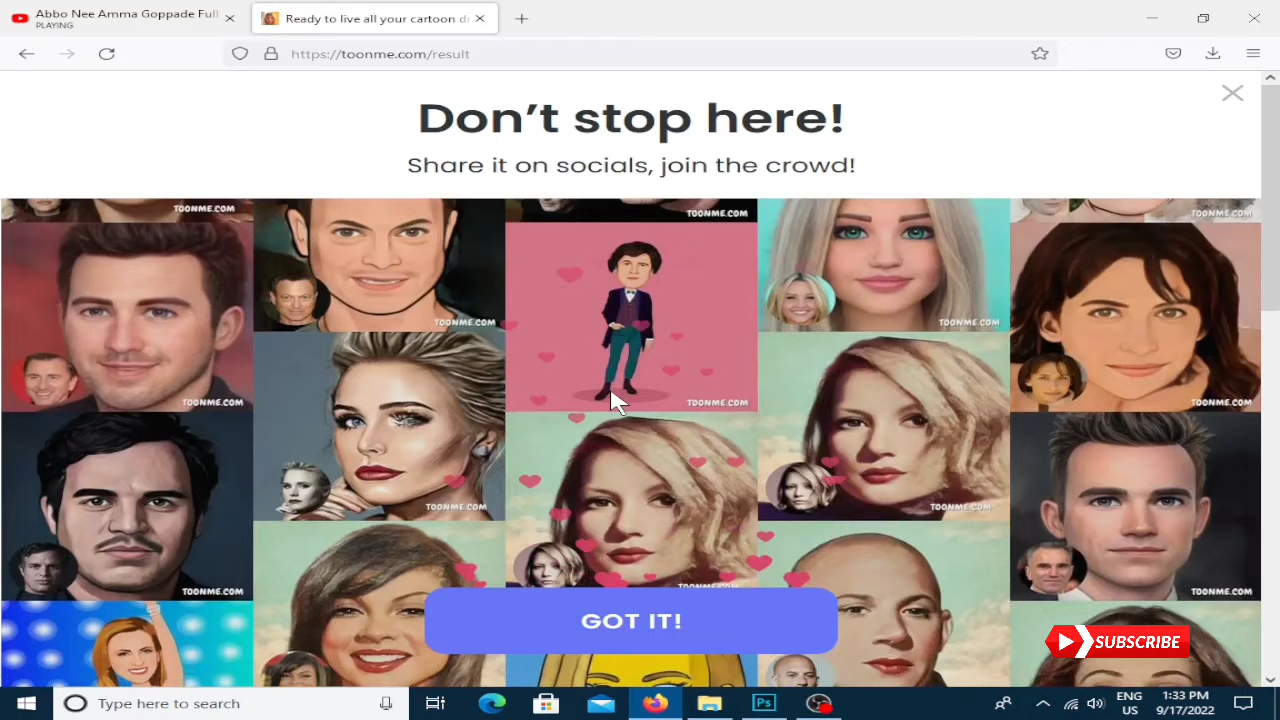 Abbo Nee Amma Goppade Full
PLAYING
Ready to live all your cartoon dr
https://toonme.com/result
Don't stop here!
Share it on socials, join the crowd!
TOONME.COM
TOONME.COM
TOONME.COM
TOONME.COM
TOONME.COM
TOONME.COM
TOONME.COM
TOONME.COM
TOONME.COM
TOONME.COM
TOONME.COM
TOONME.COM
TOONME.COM
TOONME.COM
GOT IT!
SUBSCRIBE
Type here to search
Ps
ENG
US
1:33 PM
9/17/2022